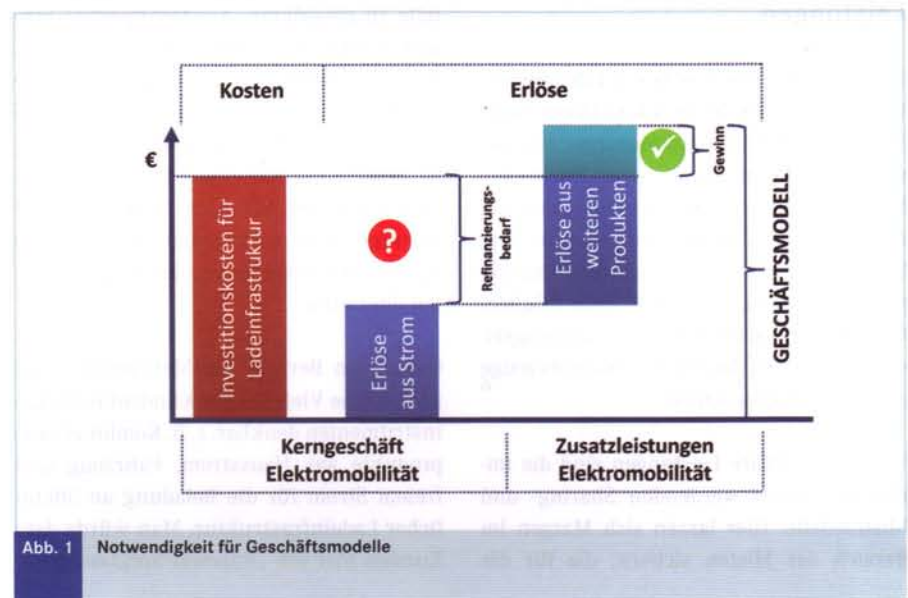 Leistungen
Kosten
Erlöse
€
Investitionskosten für
Ladeinfrastruktur
?
Erlöse
aus Strom
Refinanzierungs-
bedarf
Erlöse aus
weiteren
Produkten
Gewinn
GESCHÄFTSMODELL
Kerngeschäft
Elektromobilität
Zusatzleistungen
Elektromobilität
Abb. 1
Notwendigkeit für Geschäftsmodelle